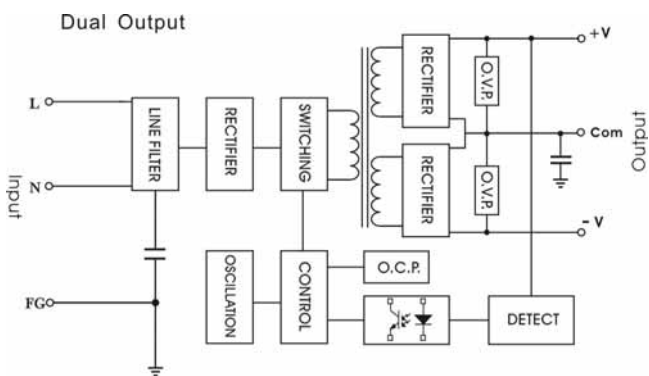 Dual Output
L
N
FG
Input
LINE FILTER
RECTIFIER
SWITCHING
RECTIFIER
RECTIFIER
O.V.P.
O.V.P.
+V
Com
-V
Output
OSCILLATION
CONTROL
O.C.P.
DETECT